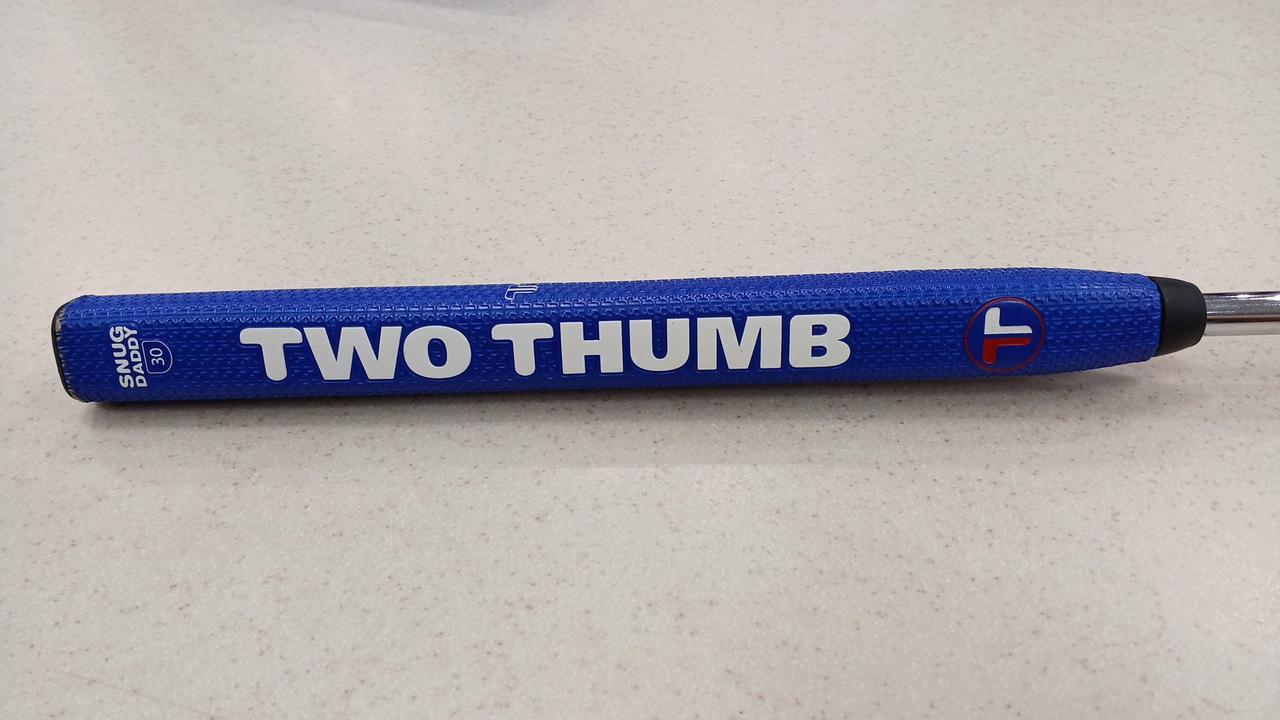 SNUG
DADDY
30
TWO THUMB